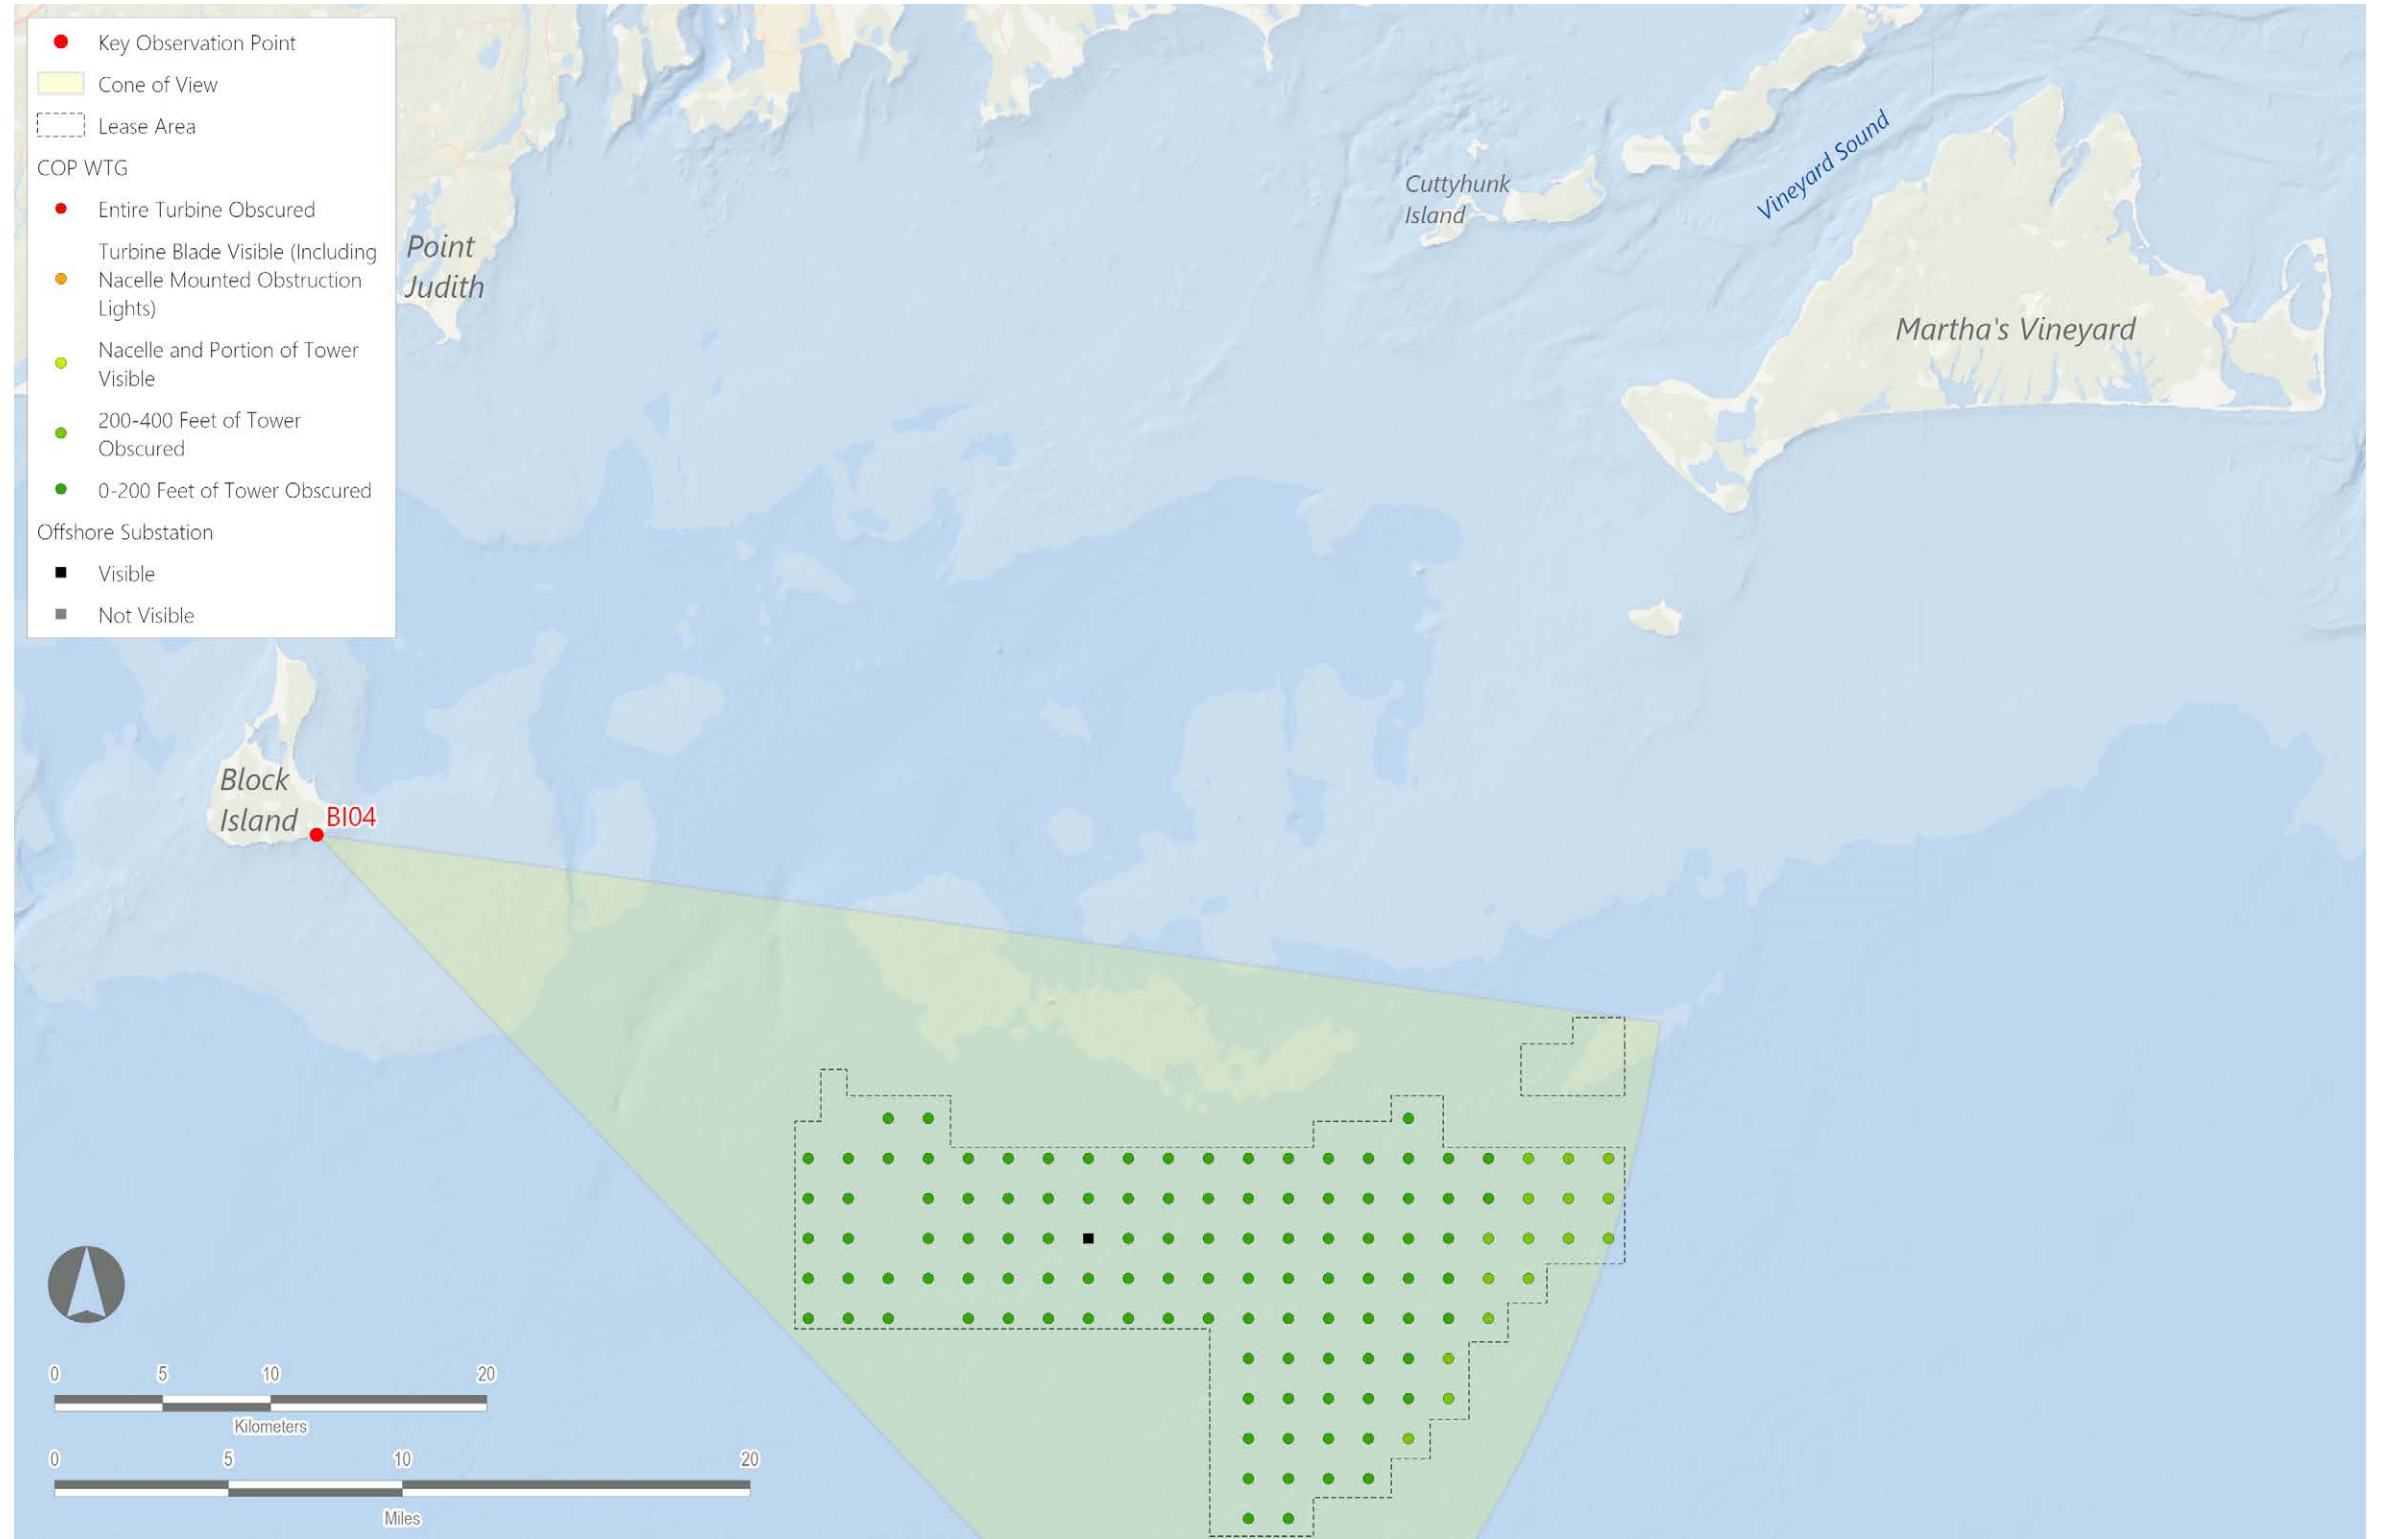 Key Observation Point
Cone of View
Lease Area
COP WTG
Entire Turbine Obscured
Turbine Blade Visible (Including
Nacelle Mounted Obstruction
Lights)
Nacelle and Portion of Tower
Visible
200-400 Feet of Tower
Obscured
0-200 Feet of Tower Obscured
Offshore Substation
Visible
Not Visible
Point
Judith
Cuttyhunk
Island
Vineyard Sound
Martha's Vineyard
Block
Island
BI04
0 5 10 20
Kilometers
0 5 10 20
Miles